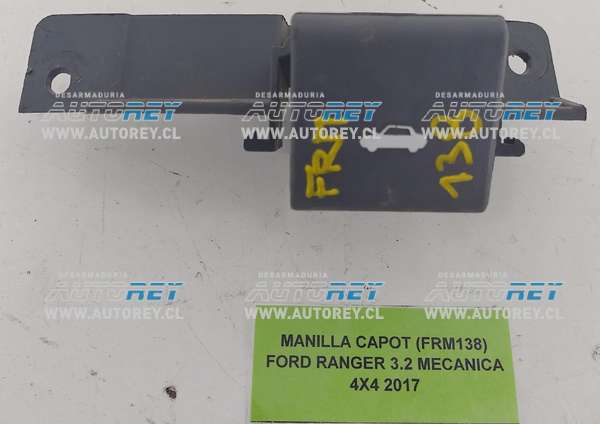 DESARMADURIA DESARMADURIA DESARMADURIA
AUTOREY AUTOREY AUTOREY
WWW.AUTOREY.CL WWW.AUTOREY.CL WWW.AUTOREY.CL
FRM
138
DESARMADURIA DESARMADURIA DESARMADURIA
AUTOREY AUTOREY AUTOREY
WWW.AUTOREY.CL WWW.AUTOREY.CL WWW.AUTOREY.CL
MANILLA CAPOT (FRM138)
FORD RANGER 3.2 MECANICA
4X4 2017